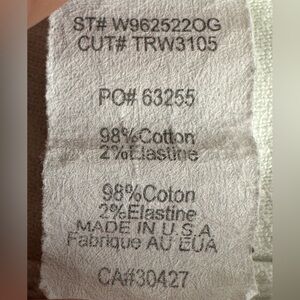 ST# W962522OG
CUT# TRW3105
PO# 63255
98%Cotton
2%Elastine
98%Coton
2%Elastine
MADE IN U.S.A
Fabrique AU EUA
CA#30427